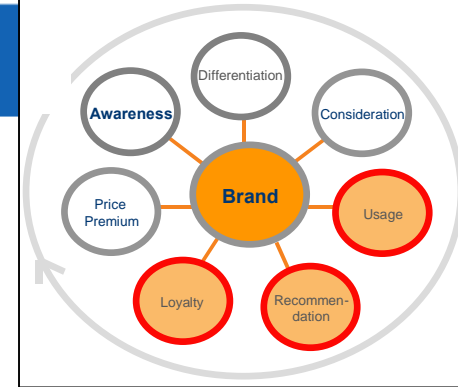 Differentiation
Awareness
Consideration
Price
Premium
Brand
Usage
Loyalty
Recommen-
dation